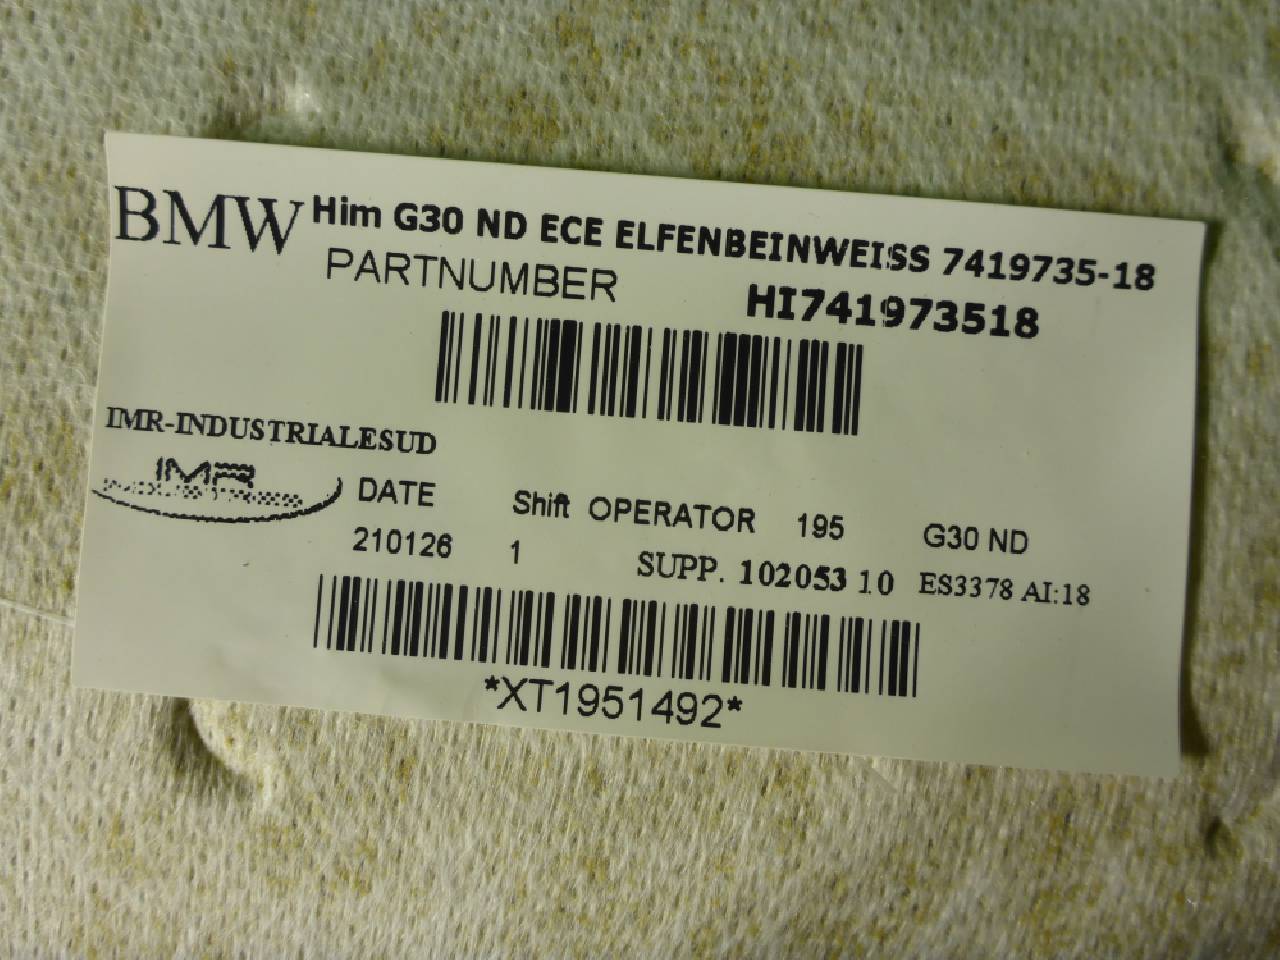 BMW Him G30 ND ECE ELFENBEINWEISS 7419735-18
PARTNUMBER HI741973518
IMR-INDUSTRIALESUD
IMR
DATE Shift OPERATOR 195 G30 ND
210126 1 SUPP. 102053 10 ES3378 AI:18
*XT1951492*